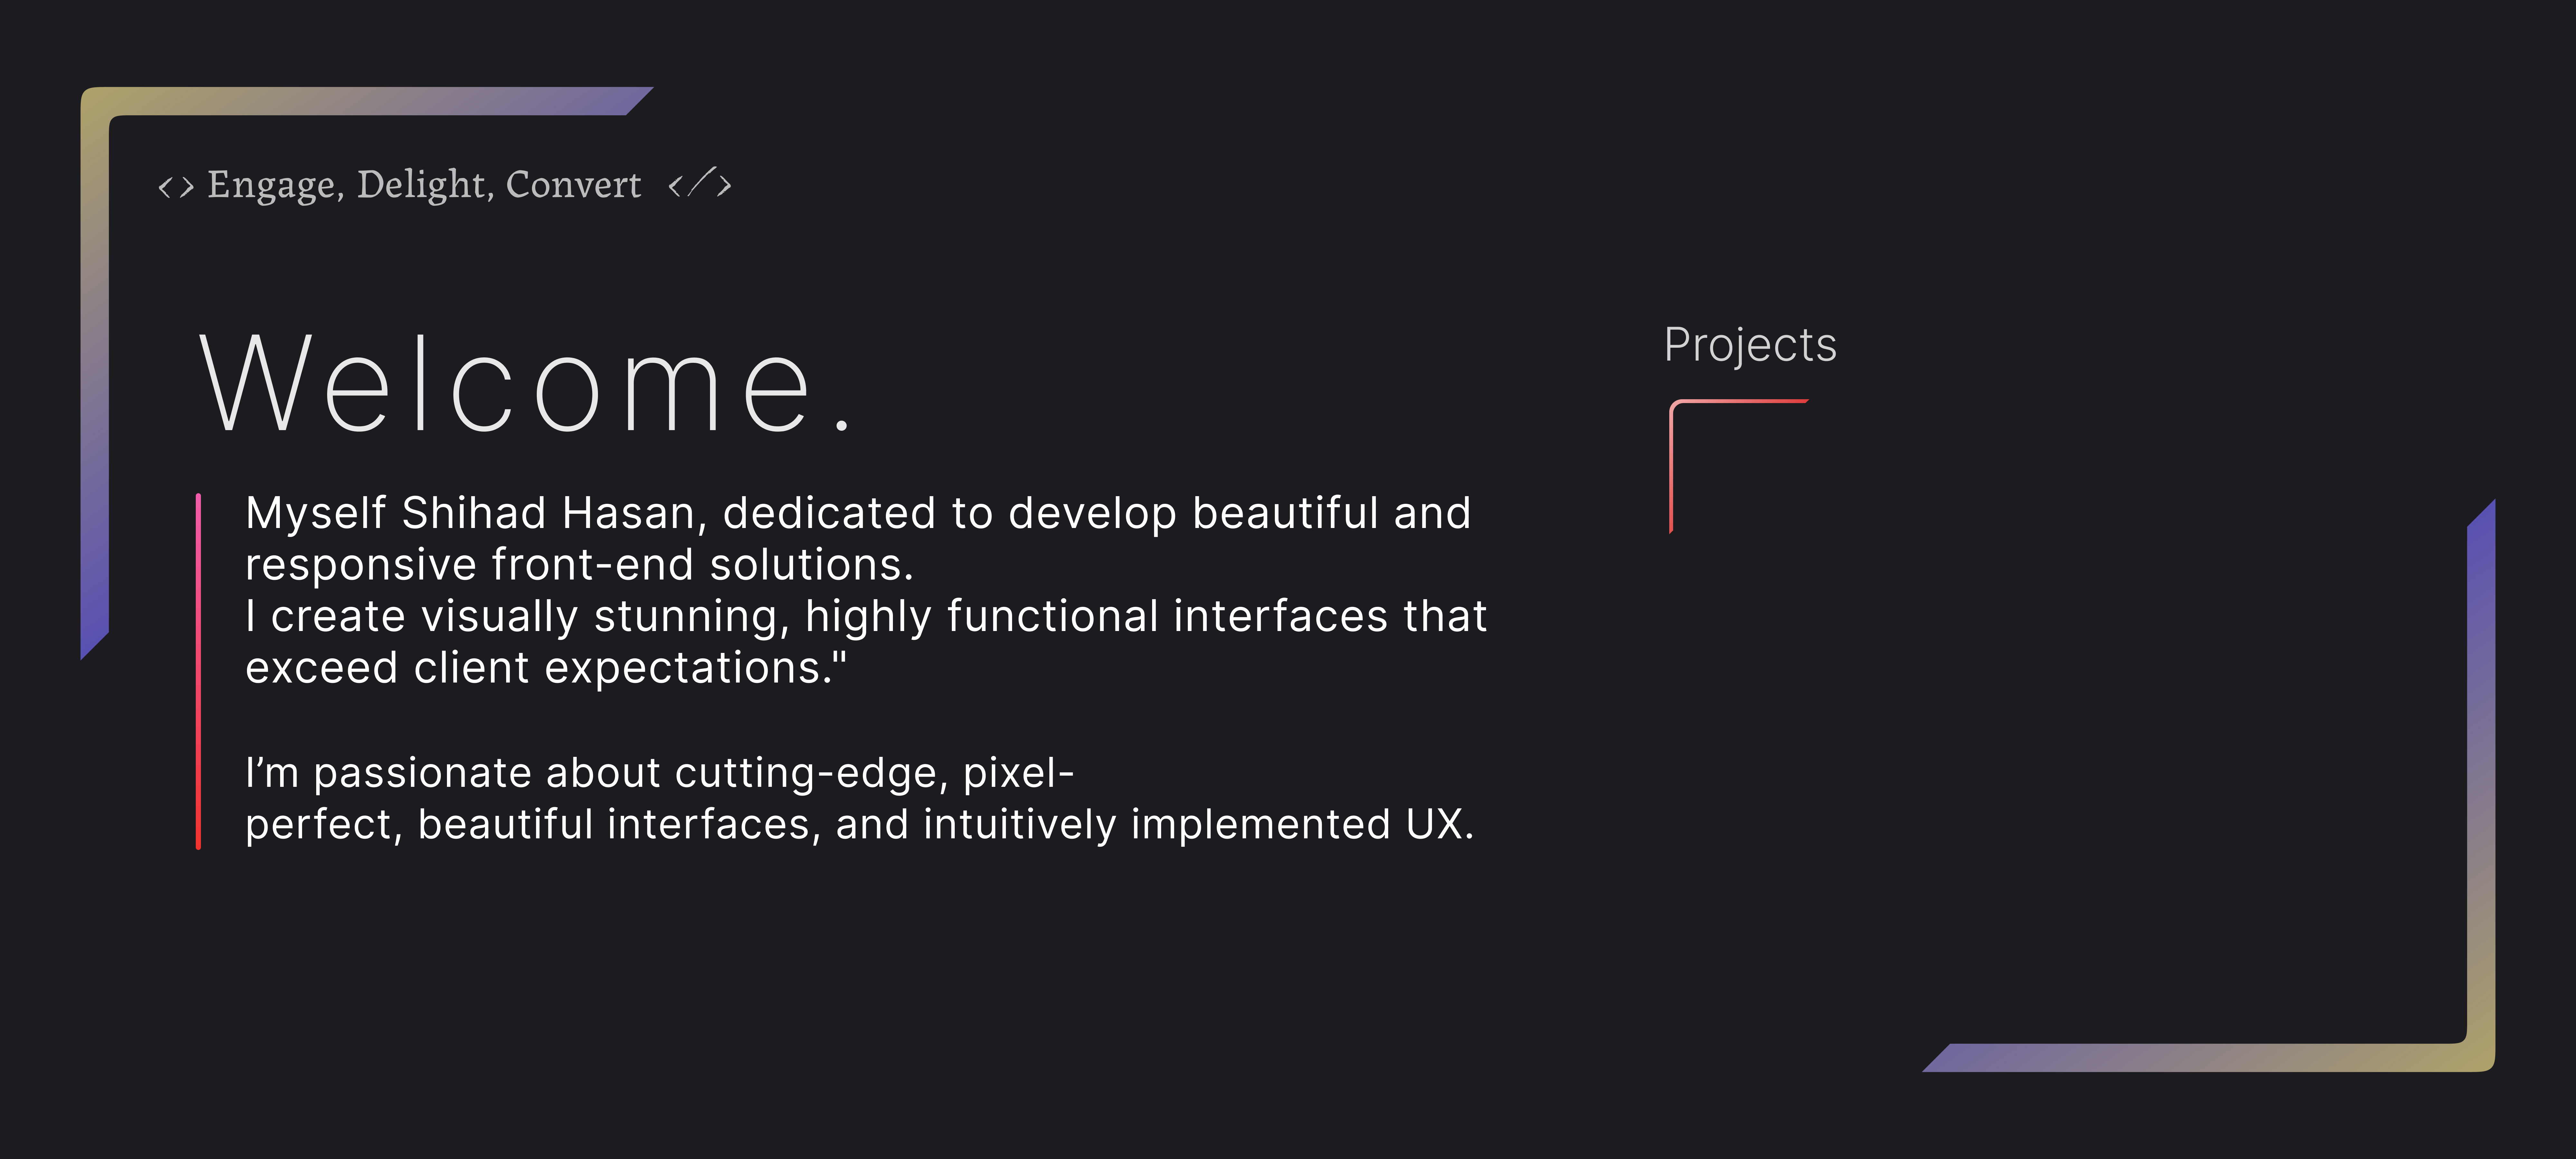 <> Engage, Delight, Convert </>
Welcome.
Myself Shihad Hasan, dedicated to develop beautiful and
responsive front-end solutions.
I create visually stunning, highly functional interfaces that
exceed client expectations."
I’m passionate about cutting-edge, pixel-
perfect, beautiful interfaces, and intuitively implemented UX.
Projects